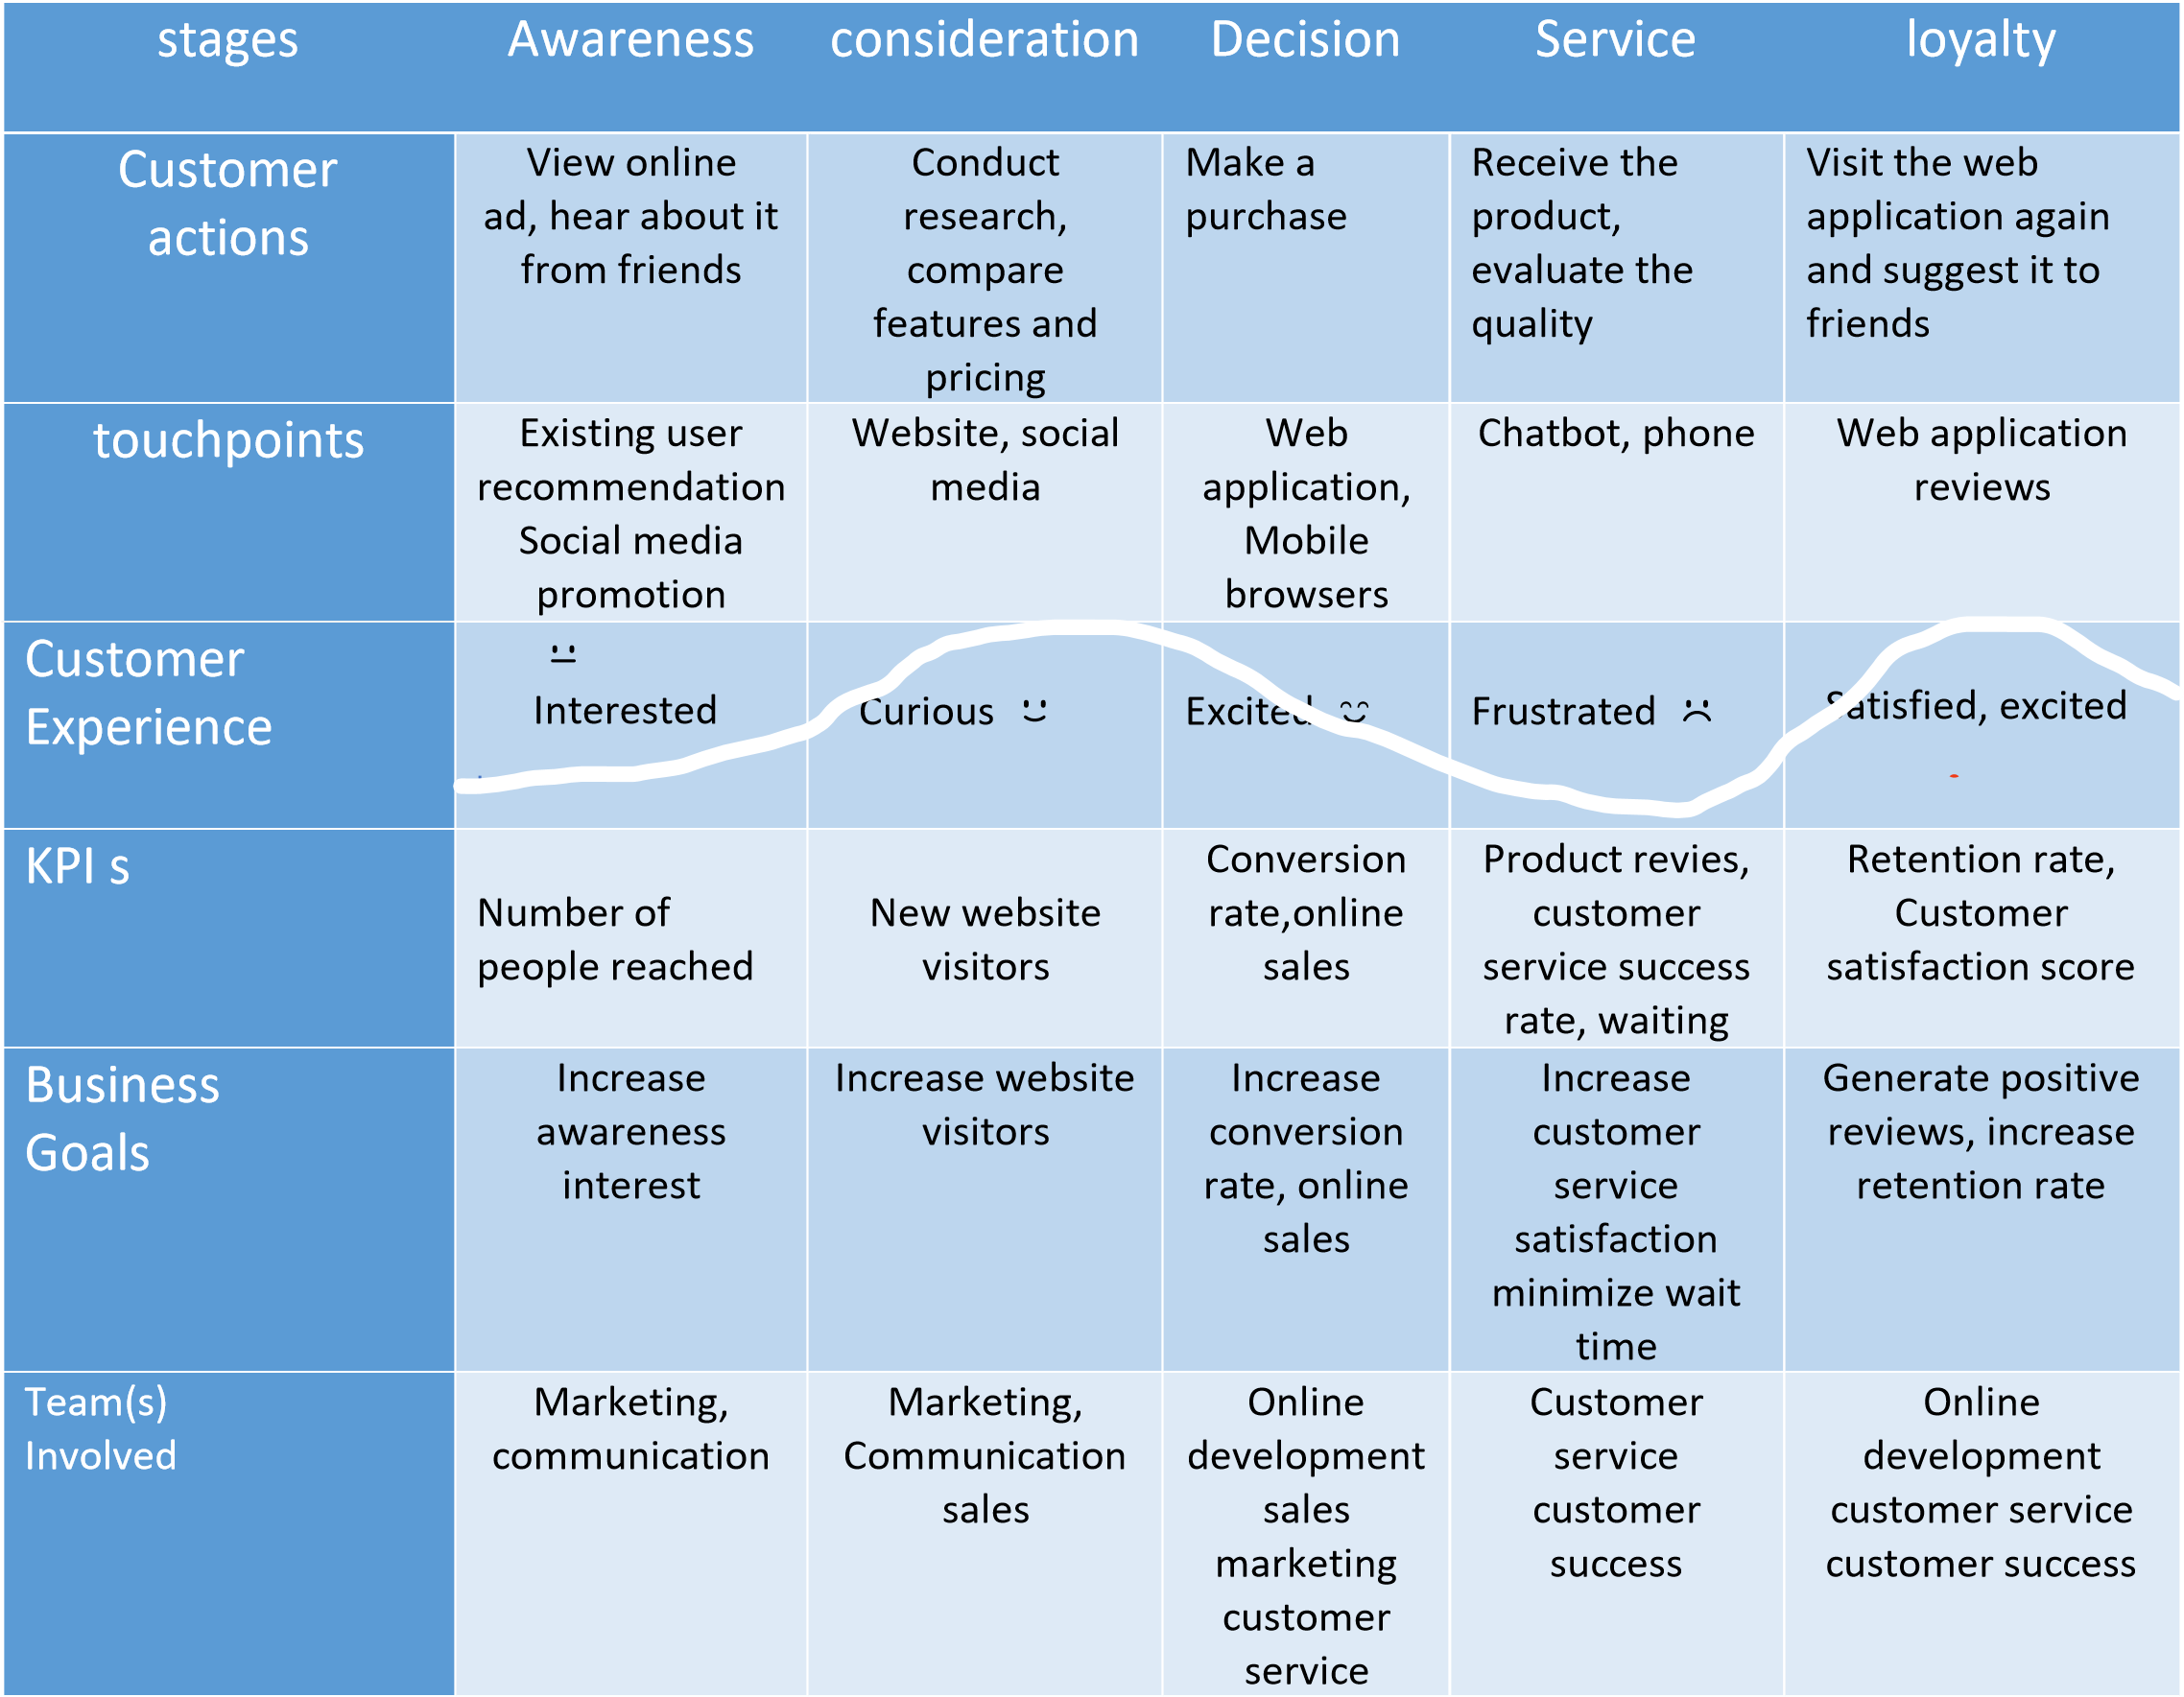 stages
Awareness
consideration
Decision
Service
loyalty
Customer
actions
View online
ad, hear about it
from friends
Conduct
research,
compare
features and
pricing
Make a
purchase
Receive the
product,
evaluate the
quality
Visit the web
application again
and suggest it to
friends
touchpoints
Existing user
recommendation
Social media
promotion
Website, social
media
Web
application,
Mobile
browsers
Chatbot, phone
Web application
reviews
Customer
Experience
Interested
Curious
Excited
Frustrated
Satisfied, excited
KPI s
Number of
people reached
New website
visitors
Conversion
rate,online
sales
Product revies,
customer
service success
rate, waiting
Retention rate,
Customer
satisfaction score
Business
Goals
Increase
awareness
interest
Increase website
visitors
Increase
conversion
rate, online
sales
Increase
customer
service
satisfaction
minimize wait
time
Generate positive
reviews, increase
retention rate
Team(s)
Involved
Marketing,
communication
Marketing,
Communication
sales
Online
development
sales
marketing
customer
service
Customer
service
customer
success
Online
development
customer service
customer success